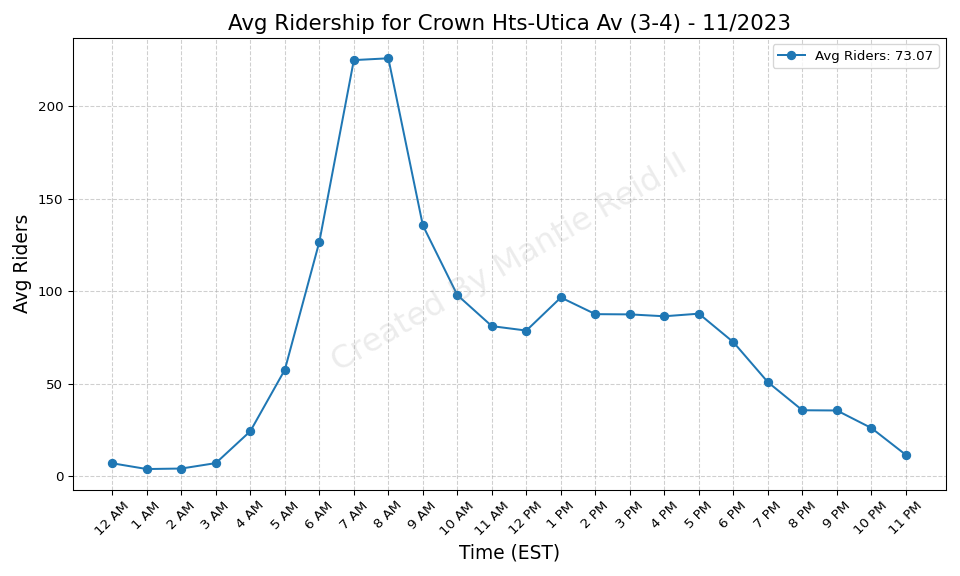 Avg Ridership for Crown Hts-Utica Av (3-4) - 11/2023
Avg Riders: 73.07
Avg Riders
200
150
100
50
0
Created By Mantie Reid II
12 AM
1 AM
2 AM
3 AM
4 AM
5 AM
6 AM
7 AM
8 AM
9 AM
10 AM
11 AM
12 PM
1 PM
2 PM
3 PM
4 PM
5 PM
6 PM
7 PM
8 PM
9 PM
10 PM
11 PM
Time (EST)